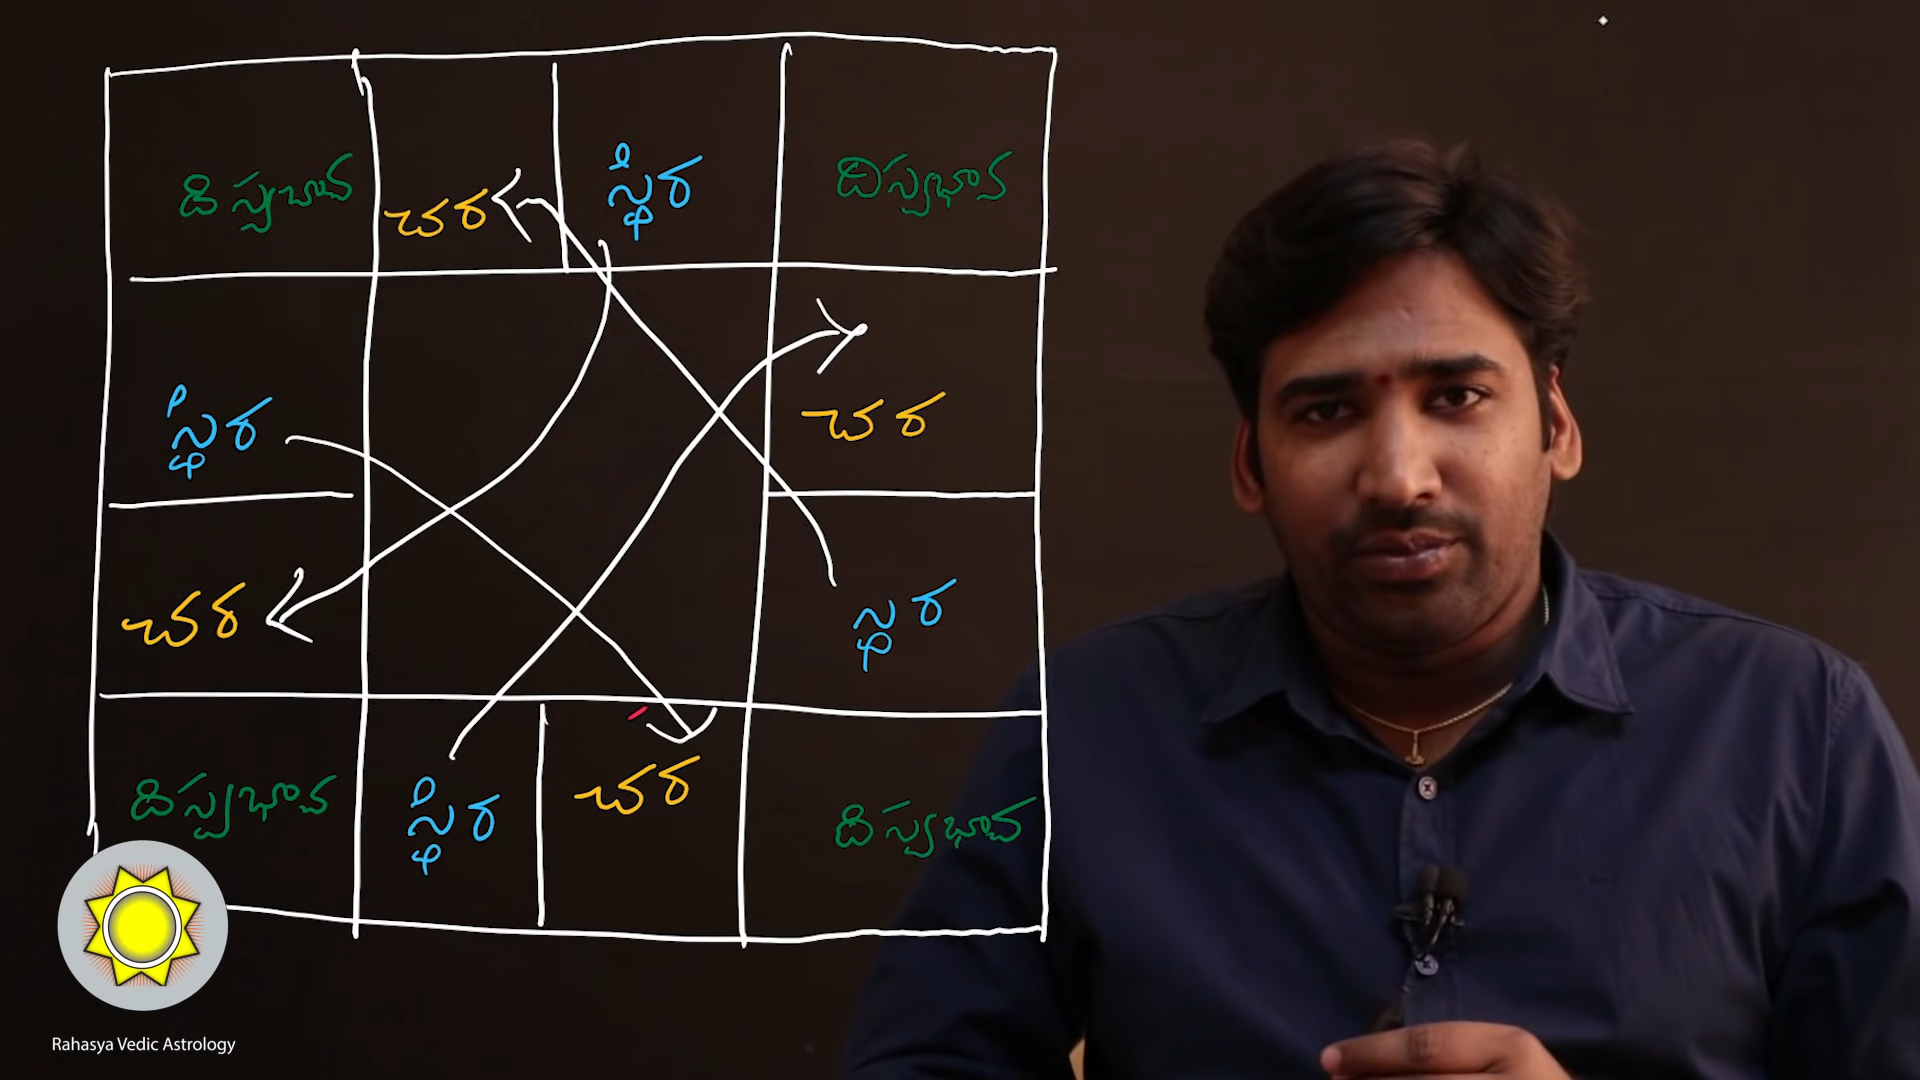 ద్విస్వభావ చర స్థిర ద్విస్వభావ
స్థిర చర
చర స్థిర
ద్విస్వభావ స్థిర చర ద్విస్వభావ
Rahasya Vedic Astrology